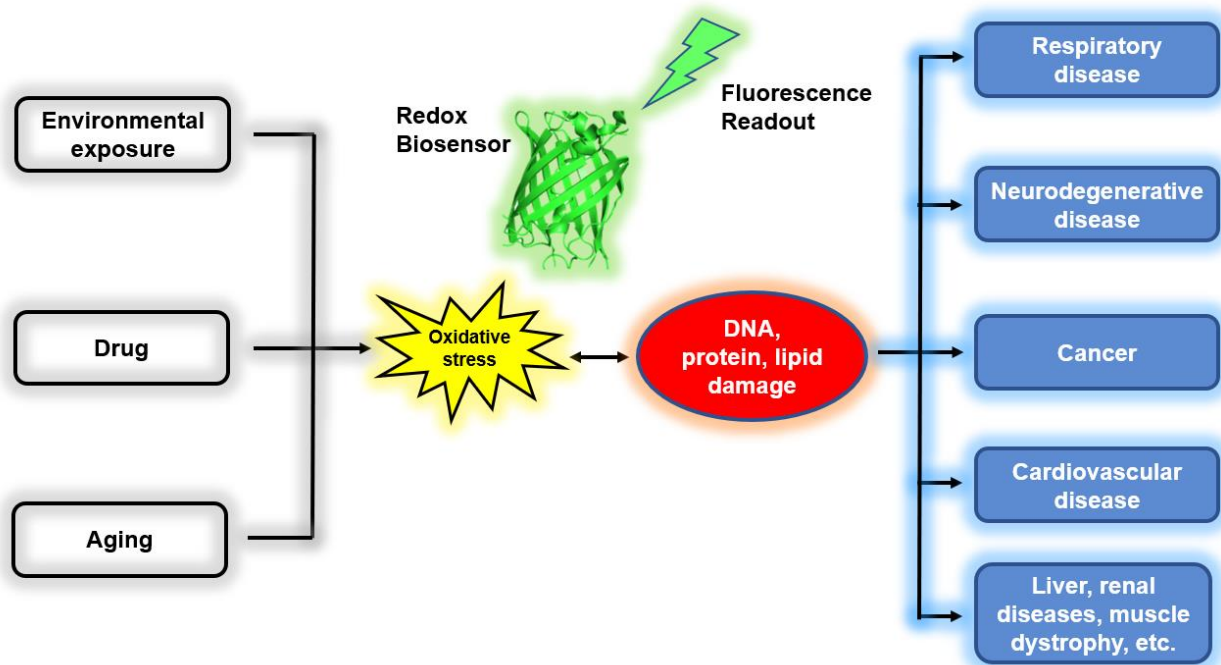 Environmental
exposure
Drug
Aging
Redox
Biosensor
Fluorescence
Readout
Oxidative
stress
DNA,
protein, lipid
damage
Respiratory
disease
Neurodegenerative
disease
Cancer
Cardiovascular
disease
Liver, renal
diseases, muscle
dystrophy, etc.